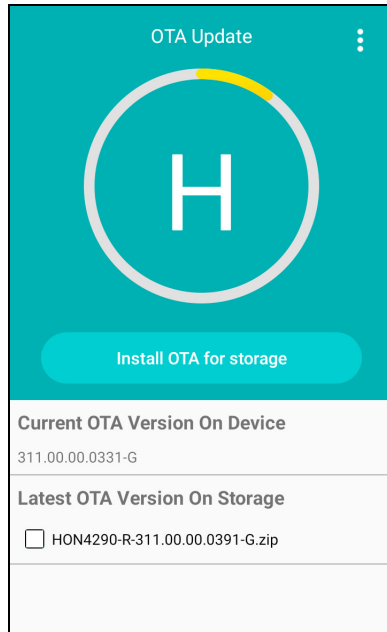 OTA Update
H
Install OTA for storage
Current OTA Version On Device
311.00.00.0331-G
Latest OTA Version On Storage
HON4290-R-311.00.00.0391-G.zip